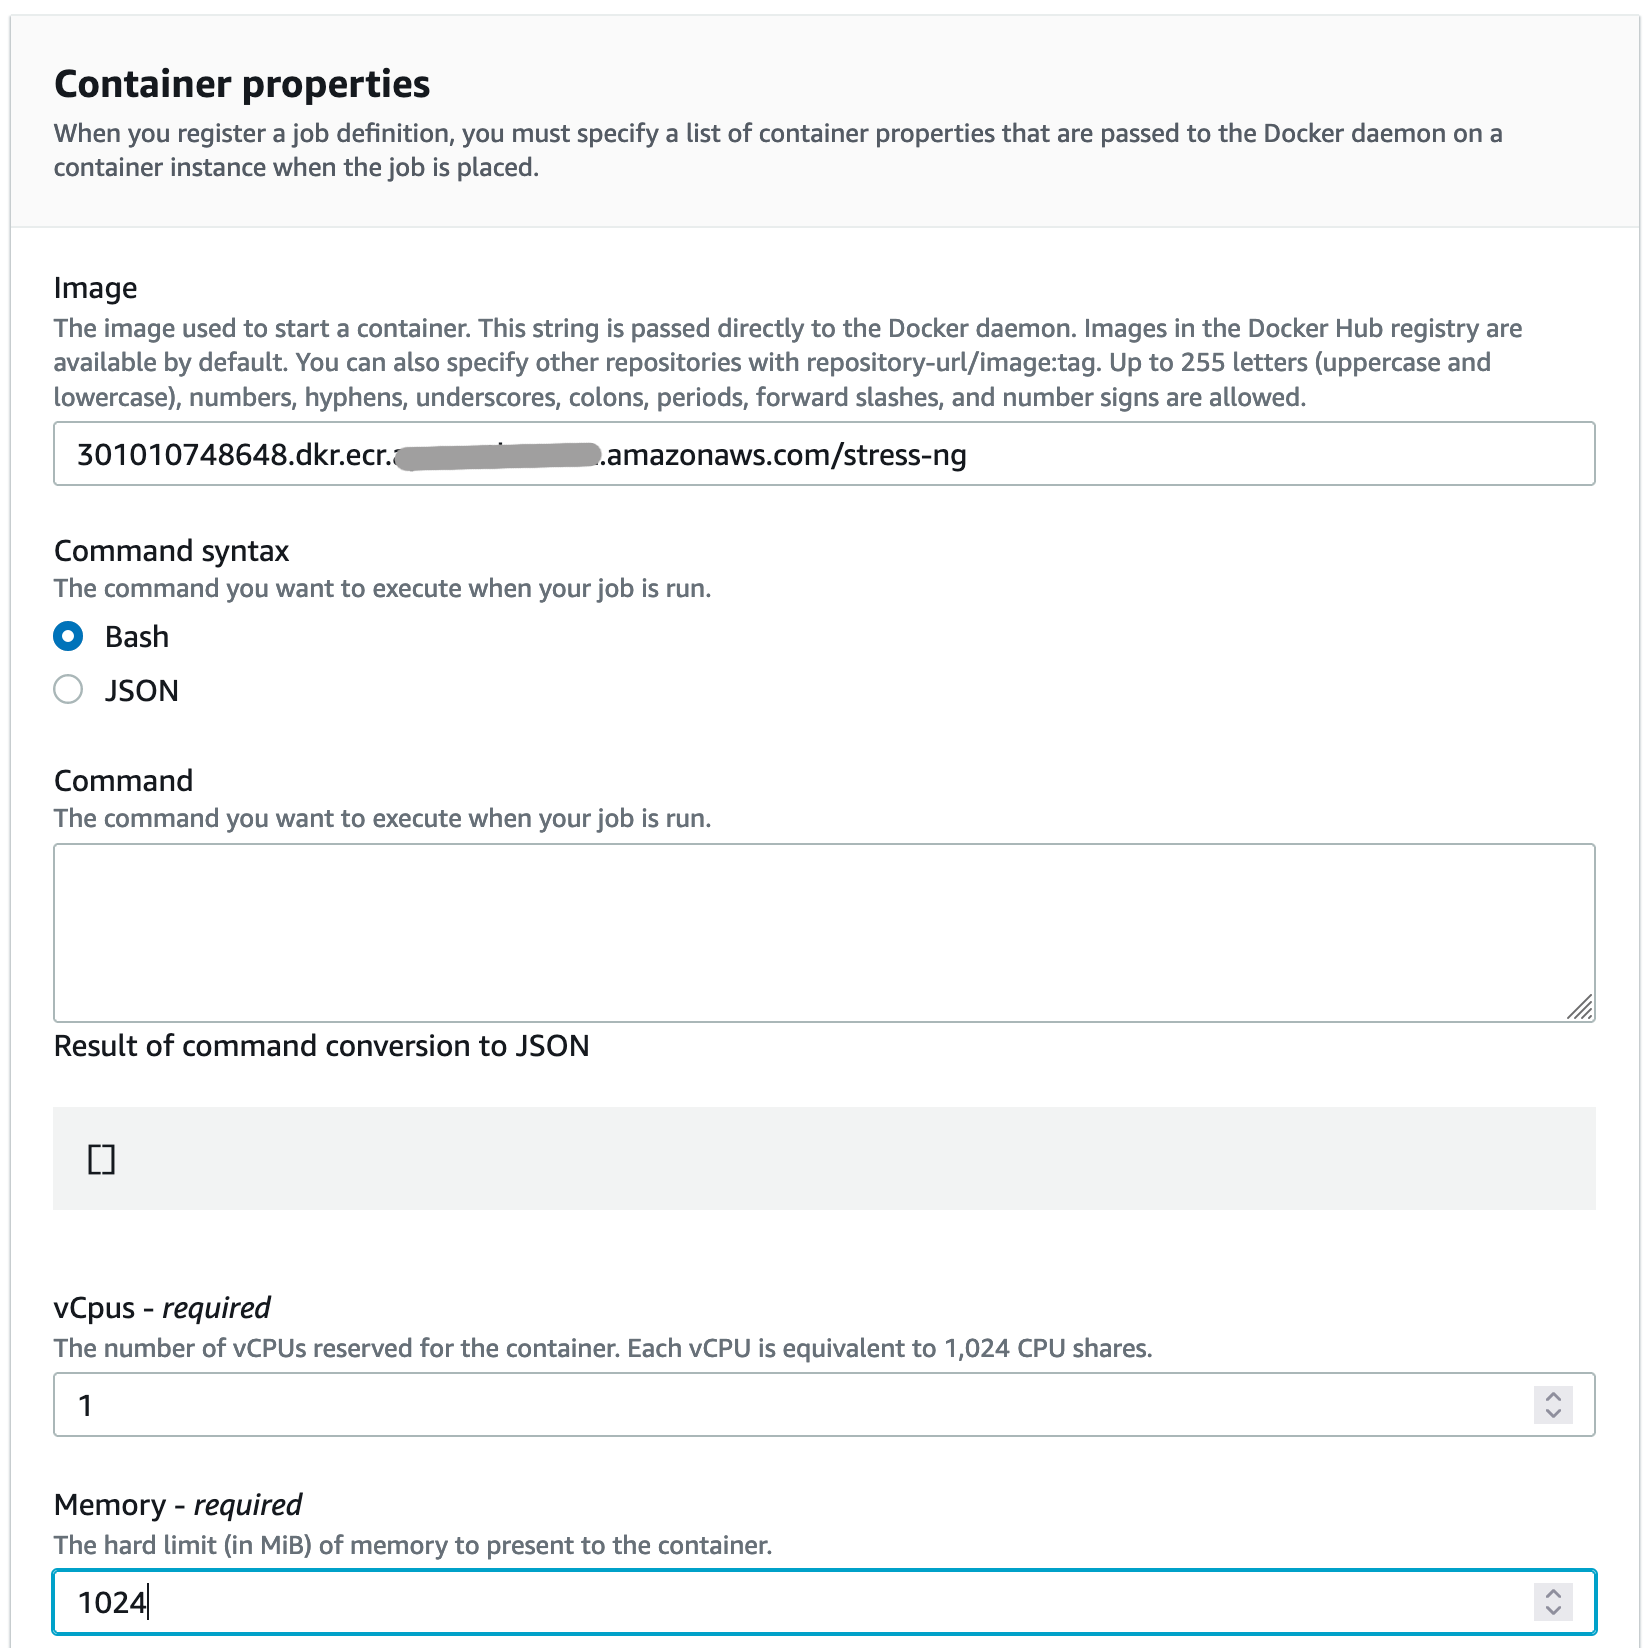 Container properties
When you register a job definition, you must specify a list of container properties that are passed to the Docker daemon on a
container instance when the job is placed.
Image
The image used to start a container. This string is passed directly to the Docker daemon. Images in the Docker Hub registry are
available by default. You can also specify other repositories with repository-url/image:tag. Up to 255 letters (uppercase and
lowercase), numbers, hyphens, underscores, colons, periods, forward slashes, and number signs are allowed.
301010748648.dkr.ecr. .amazonaws.com/stress-ng
Command syntax
The command you want to execute when your job is run.
Bash
JSON
Command
The command you want to execute when your job is run.
Result of command conversion to JSON
[]
vCpus - required
The number of vCPUs reserved for the container. Each vCPU is equivalent to 1,024 CPU shares.
1
Memory - required
The hard limit (in MiB) of memory to present to the container.
1024